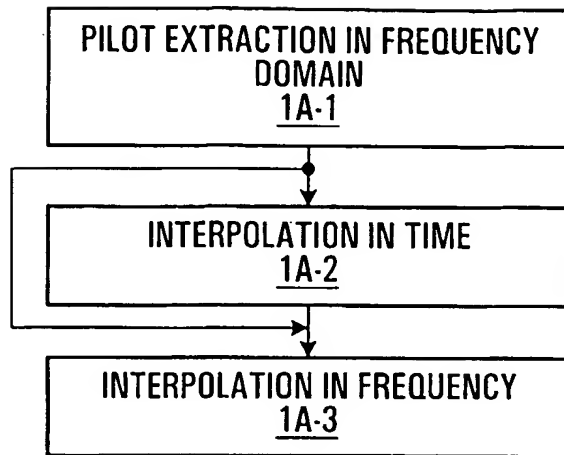 PILOT EXTRACTION IN FREQUENCY
DOMAIN
1A-1
INTERPOLATION IN TIME
1A-2
INTERPOLATION IN FREQUENCY
1A-3